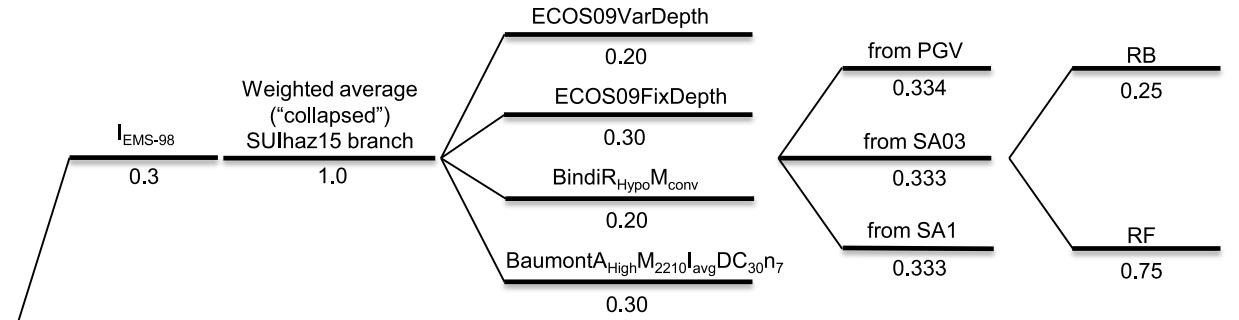 I_EMS-98
0.3
Weighted average
(“collapsed”)
SUIhaz15 branch
1.0
ECOS09VarDepth
0.20
ECOS09FixDepth
0.30
BindiR_HypoM_conv
0.20
BaumontA_HighM_2210I_avgDC_30n_7
0.30
from PGV
0.334
from SA03
0.333
from SA1
0.333
RB
0.25
RF
0.75